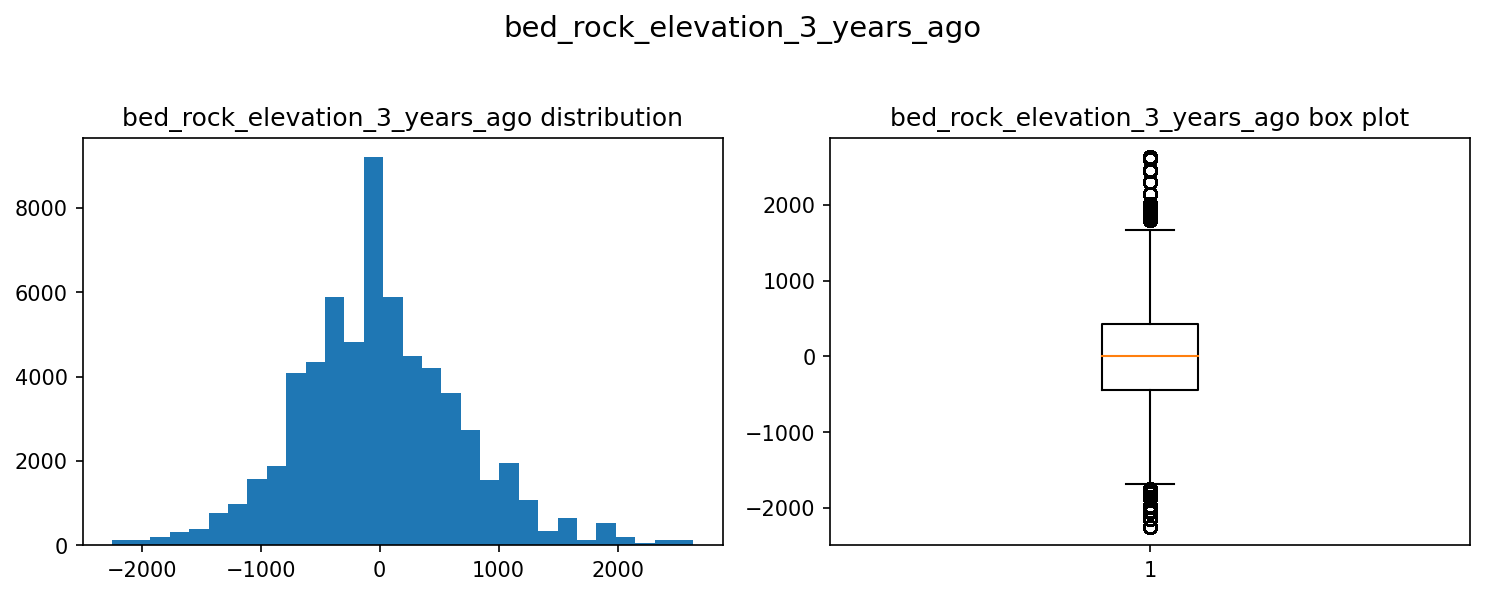 bed_rock_elevation_3_years_ago
bed_rock_elevation_3_years_ago distribution
8000
6000
4000
2000
0
−2000 −1000 0 1000 2000
bed_rock_elevation_3_years_ago box plot
2000
1000
0
−1000
−2000
1